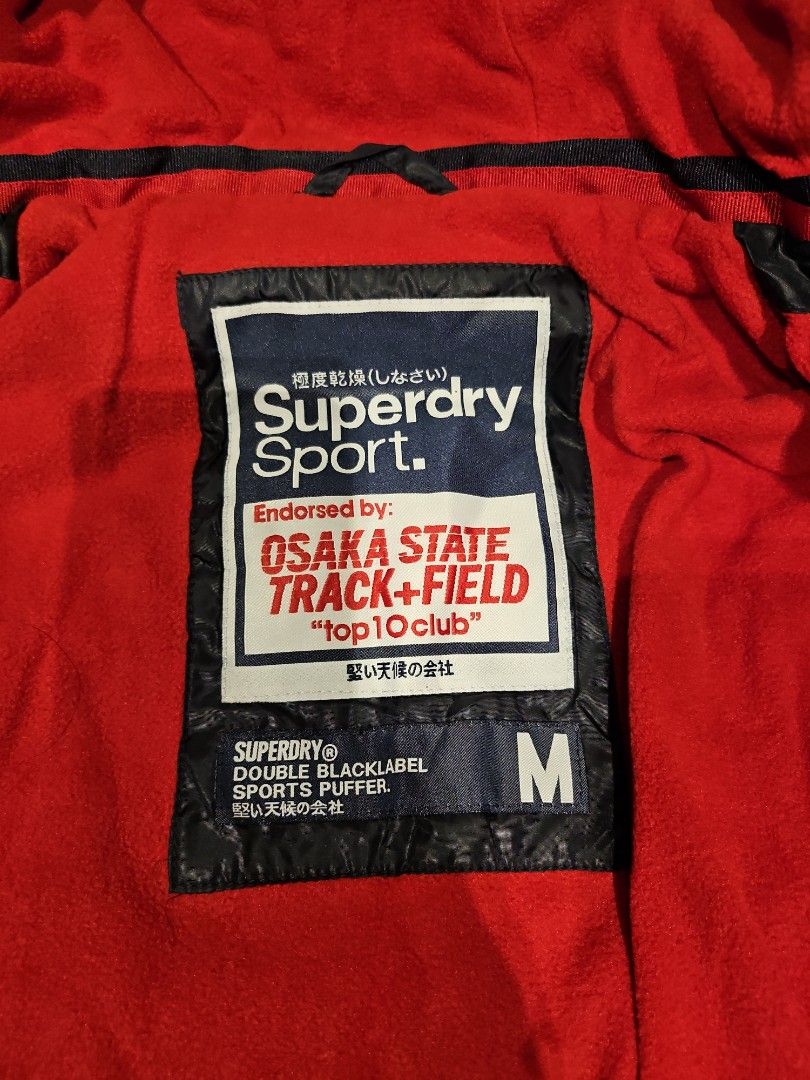 極度乾燥(しなさい)
Superdry
Sport.
Endorsed by:
OSAKA STATE
TRACK+FIELD
“top10club”
堅い天候の会社
SUPERDRY®
DOUBLE BLACKLABEL
SPORTS PUFFER.
堅い天候の会社
M